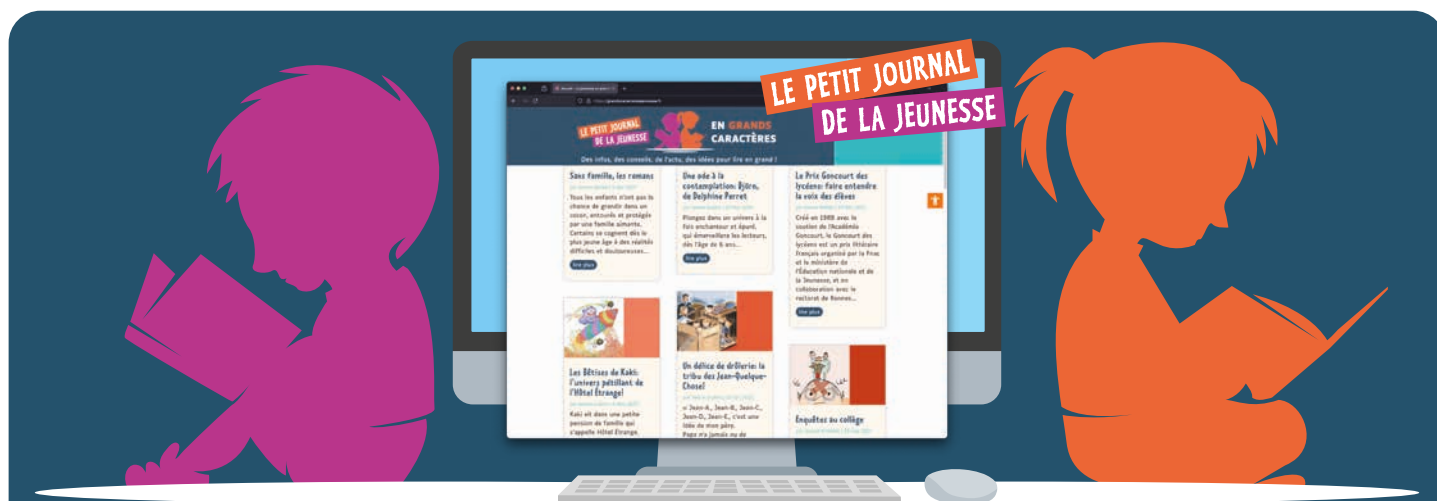 LE PETIT JOURNAL
DE LA JEUNESSE
LE PETIT JOURNAL
DE LA JEUNESSE
EN GRANDS
CARACTÈRES
Des infos, des conseils, de l'actu, des idées pour lire en grand !
Sans famille, les romans
Tous les enfants n'ont pas la
chance de grandir dans un
cocon, entourés et protégés
par une famille aimante.
Certains se cognent dès le
plus jeune âge à des réalités
difficiles et douloureuses...
lire plus
Une ode à la
contemplation: Björn,
de Delphine Perret
Plongez dans un univers à la
fois enchanteur et épuré,
qui émerveillera les lecteurs,
dès l'âge de 6 ans...
lire plus
Le Prix Goncourt des
lycéens: faire entendre
la voix des élèves
Créé en 1988 avec le
soutien de l'Académie
Goncourt, le Goncourt des
lycéens est un prix littéraire
français organisé par la Fnac
et le ministère de
l'Éducation nationale et de
la Jeunesse, et en
collaboration avec le
rectorat de Rennes...
lire plus
Les Bêtises de Kaki:
l'univers pétillant de
l'Hôtel Étrange!
Kaki vit dans une petite
pension de famille qui
s'appelle Hôtel Étrange.
Un délice de drôlerie: la
tribu des Jean-Quelque-
Chose!
« Jean-A., Jean-B., Jean-C.,
Jean-D., Jean-E., c'est une
idée de mon père.
Papa n'a jamais eu de
Enquêtes au collège